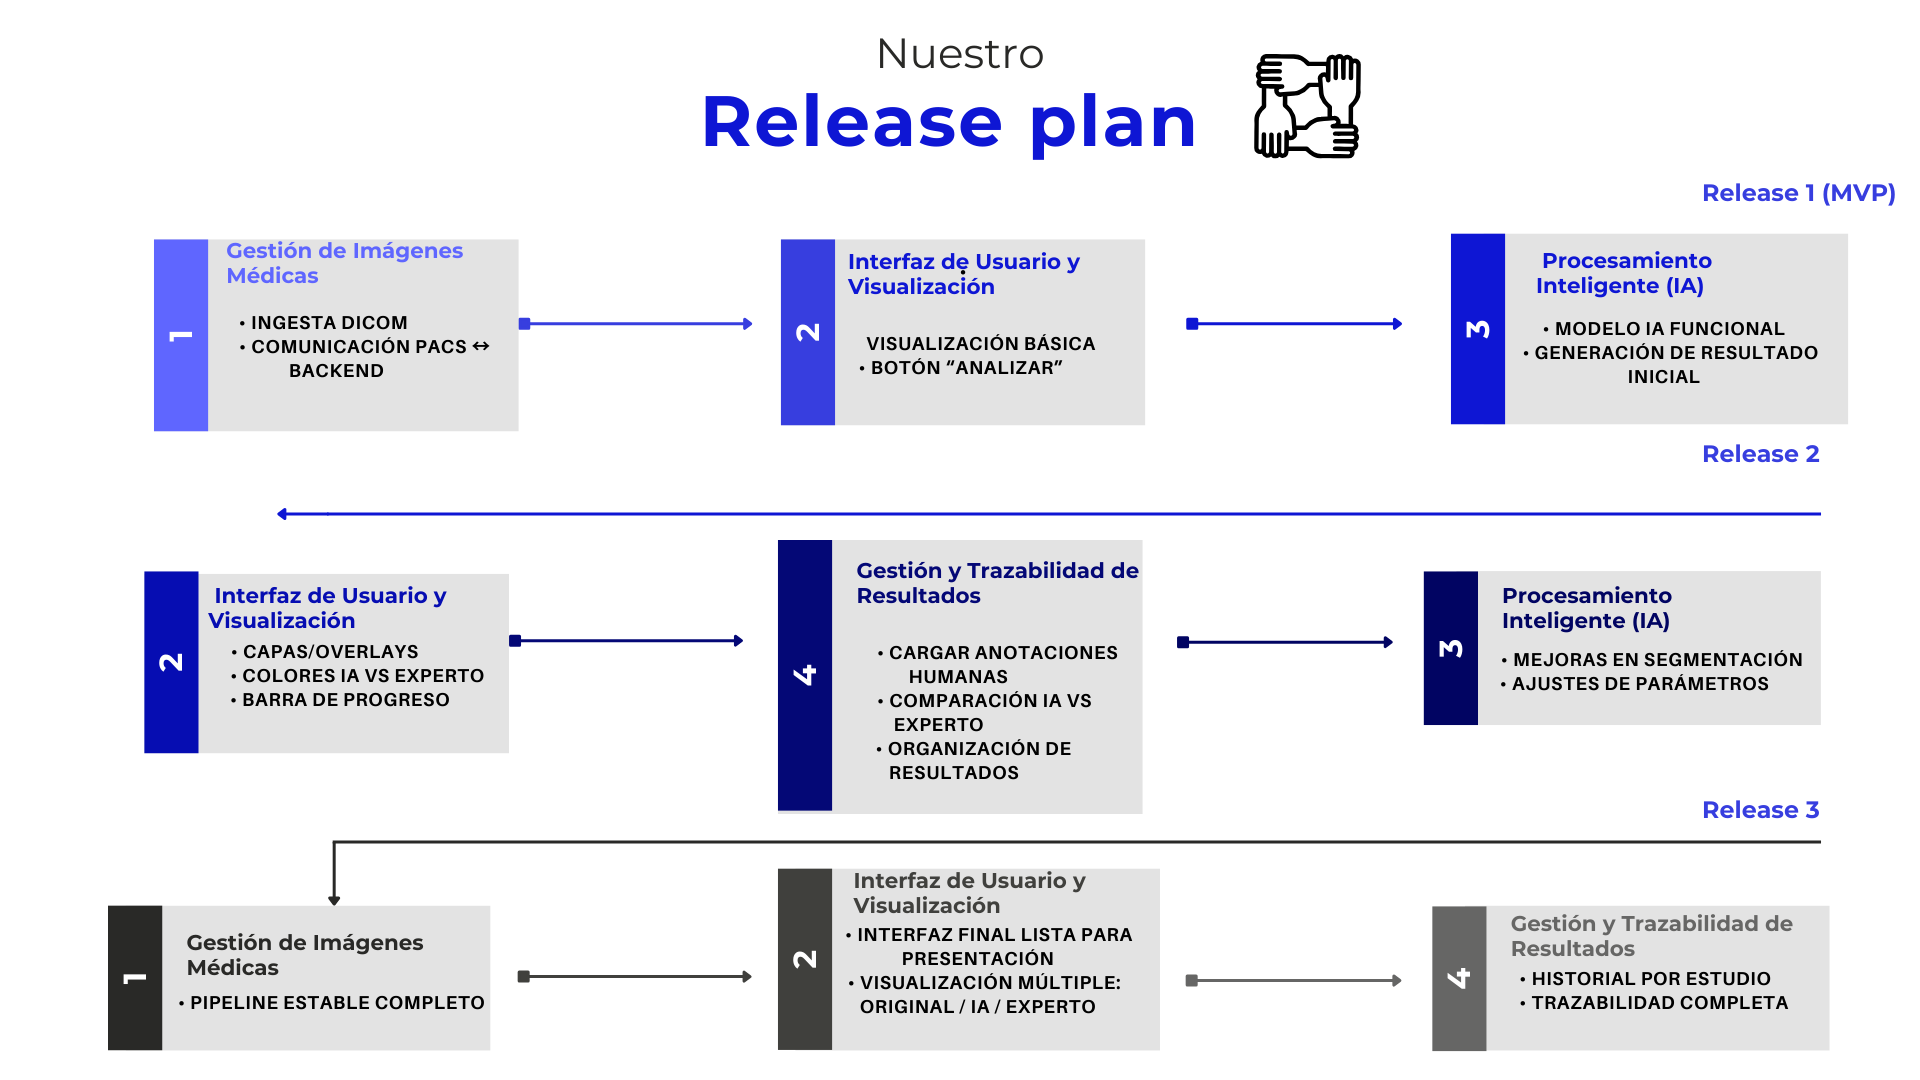 Nuestro
Release plan
Release 1 (MVP)
1
Gestión de Imágenes
Médicas
• INGESTA DICOM
• COMUNICACIÓN PACS ↔
BACKEND
2
Interfaz de Usuario y
Visualización
•
VISUALIZACIÓN BÁSICA
• BOTÓN “ANALIZAR”
3
Procesamiento
Inteligente (IA)
• MODELO IA FUNCIONAL
• GENERACIÓN DE RESULTADO
INICIAL
Release 2
2
Interfaz de Usuario y
Visualización
• CAPAS/OVERLAYS
• COLORES IA VS EXPERTO
• BARRA DE PROGRESO
4
Gestión y Trazabilidad de
Resultados
• CARGAR ANOTACIONES
HUMANAS
• COMPARACIÓN IA VS
EXPERTO
• ORGANIZACIÓN DE
RESULTADOS
3
Procesamiento
Inteligente (IA)
• MEJORAS EN SEGMENTACIÓN
• AJUSTES DE PARÁMETROS
Release 3
1
Gestión de Imágenes
Médicas
• PIPELINE ESTABLE COMPLETO
2
Interfaz de Usuario y
Visualización
• INTERFAZ FINAL LISTA PARA
PRESENTACIÓN
• VISUALIZACIÓN MÚLTIPLE:
ORIGINAL / IA / EXPERTO
4
Gestión y Trazabilidad de
Resultados
• HISTORIAL POR ESTUDIO
• TRAZABILIDAD COMPLETA